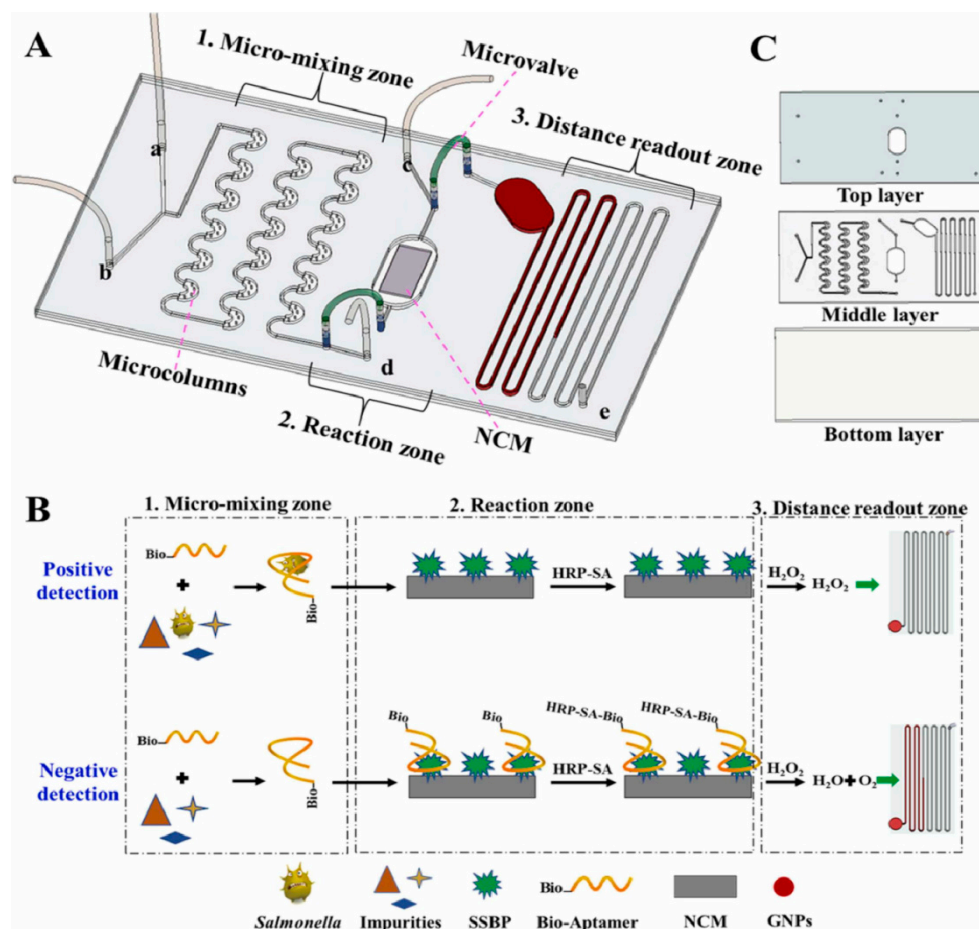 A
1. Micro-mixing zone
Microvalve
3. Distance readout zone
a
b
c
d
e
Microcolumns
2. Reaction zone
NCM
C
Top layer
Middle layer
Bottom layer
B
1. Micro-mixing zone
2. Reaction zone
3. Distance readout zone
Positive
detection
Bio
+
Bio
HRP-SA
H₂O₂
H₂O₂
Negative
detection
Bio
+
Bio
Bio
Bio
HRP-SA
HRP-SA-Bio
HRP-SA-Bio
H₂O₂
H₂O + O₂
Bio
Salmonella
Impurities
SSBP
Bio-Aptamer
NCM
GNPs